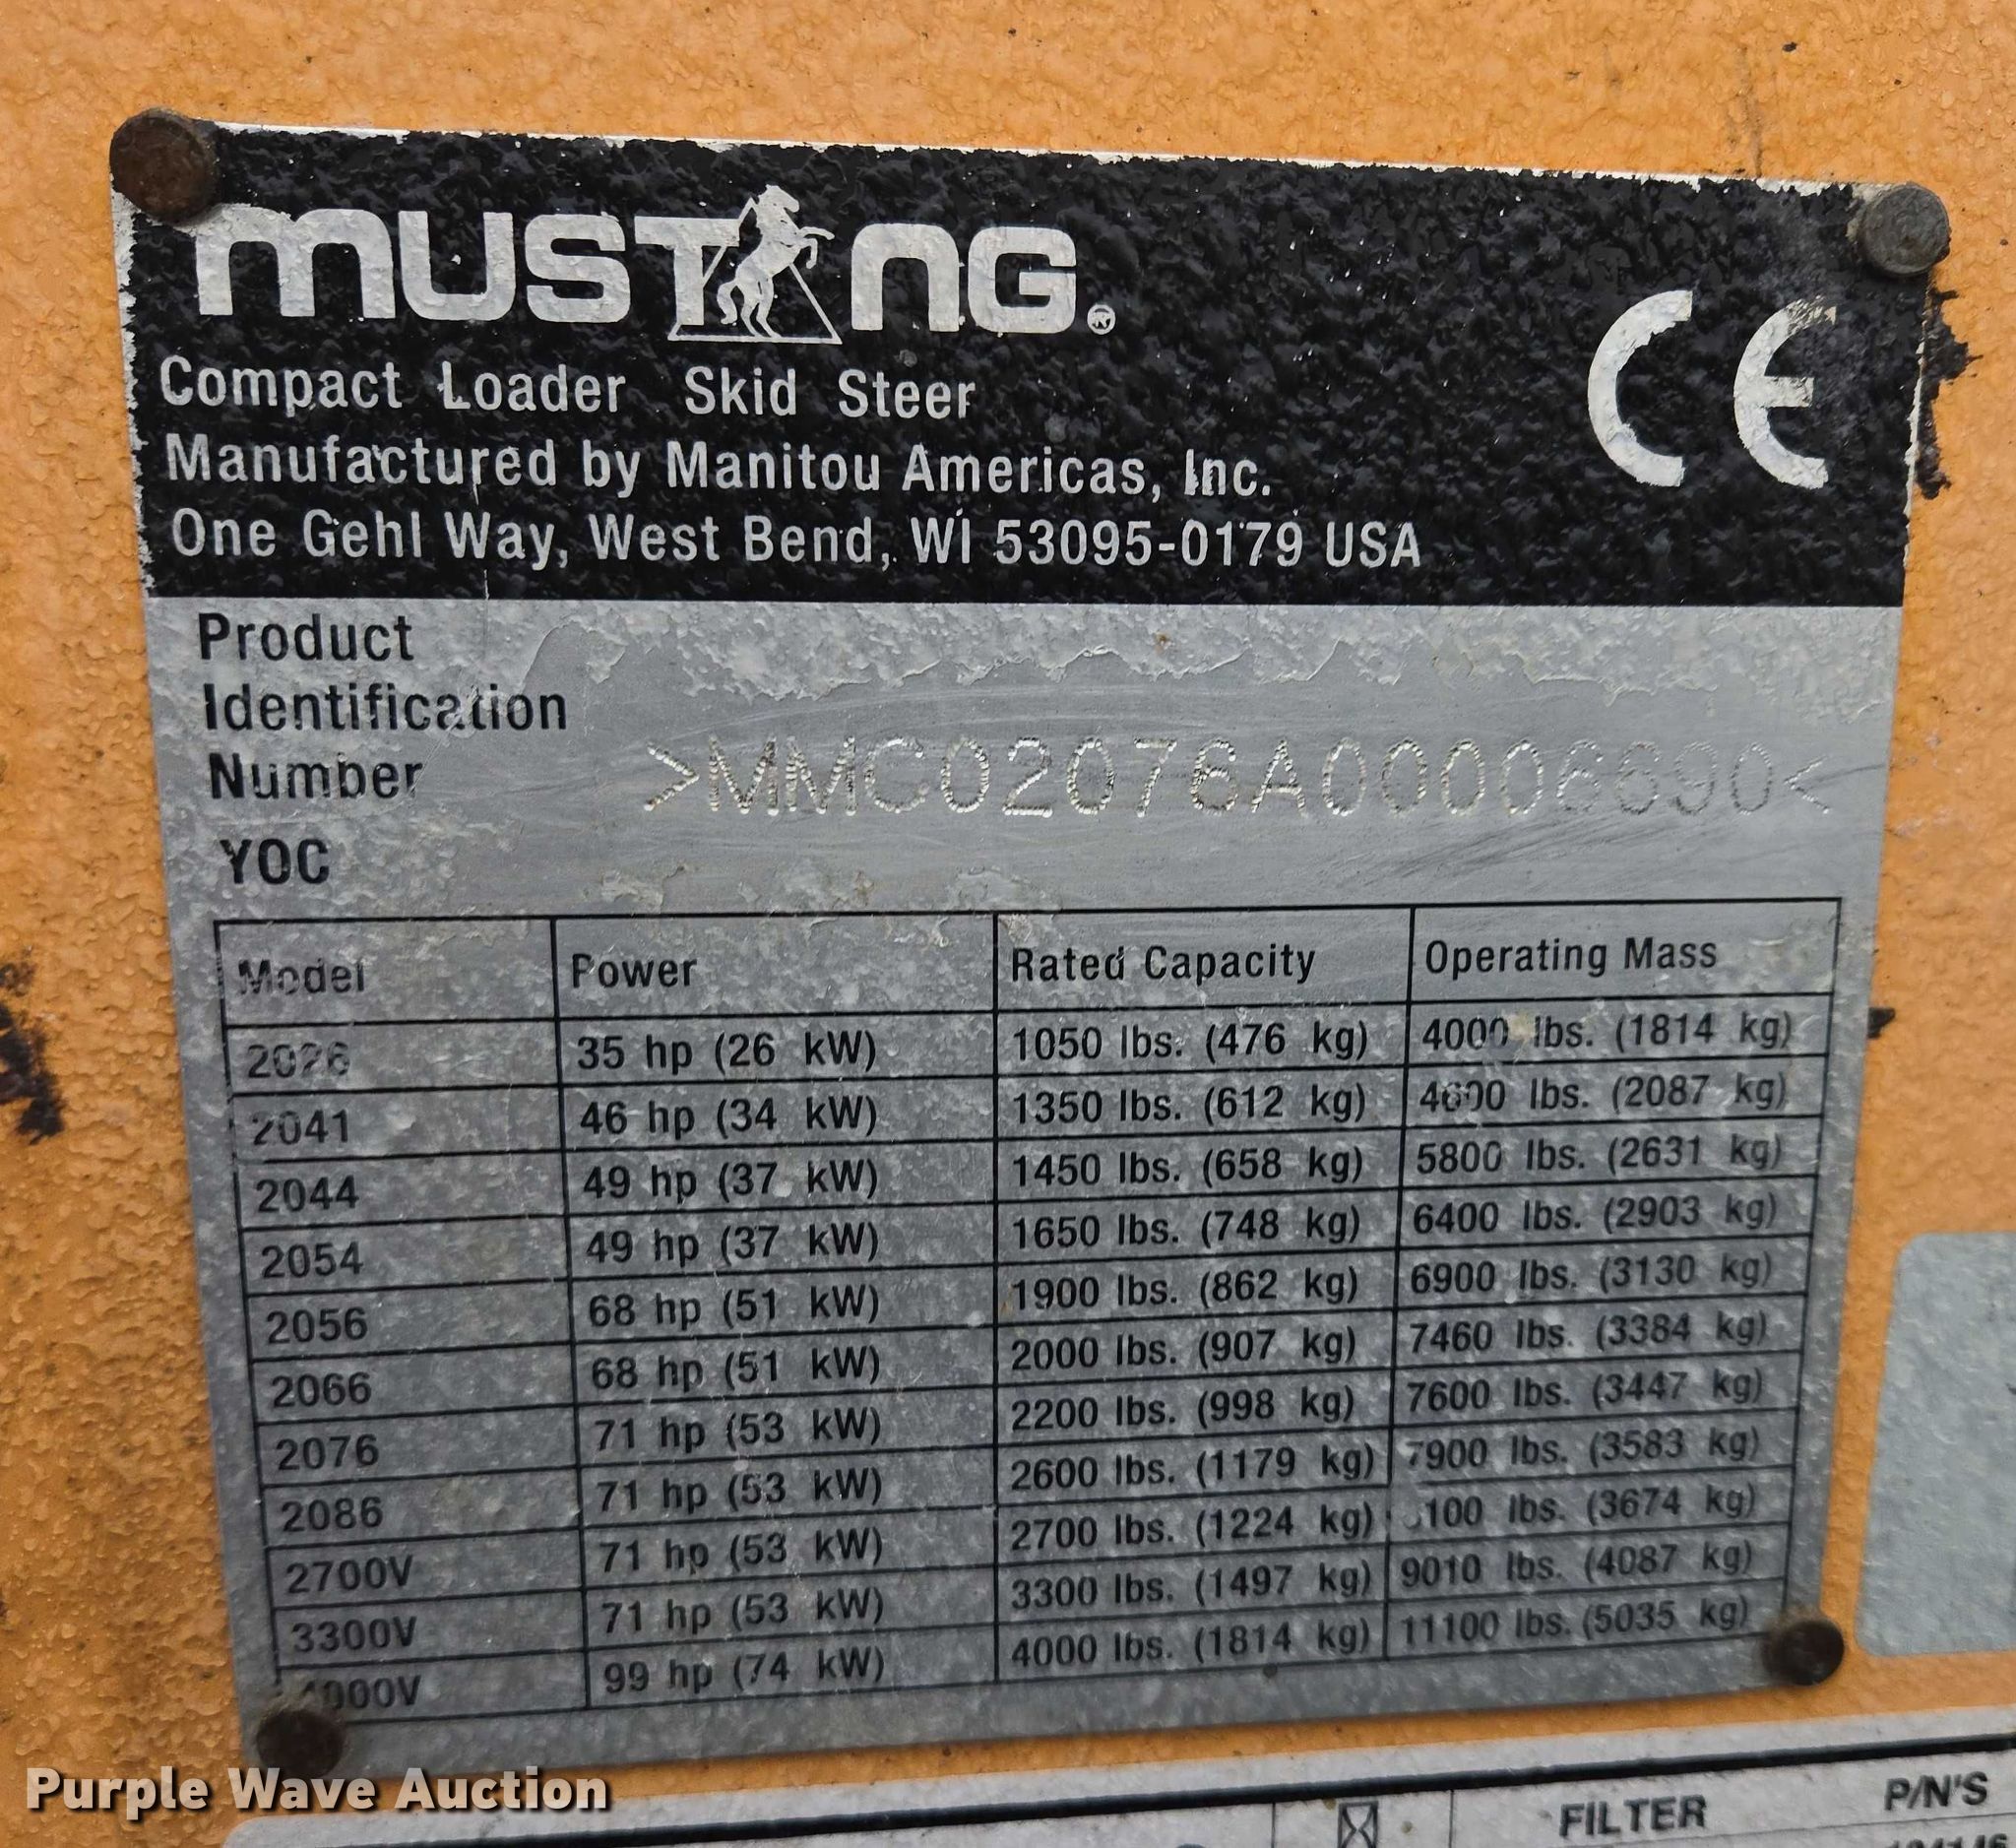 MUSTANG®
CE
Compact Loader Skid Steer
Manufactured by Manitou Americas, Inc.
One Gehl Way, West Bend, WI 53095-0179 USA
Product
Identification
Number >MMC02076A00006690<
YOC
Model Power Rated Capacity Operating Mass
2026 35 hp (26 kW) 1050 lbs. (476 kg) 4000 lbs. (1814 kg)
2041 46 hp (34 kW) 1350 lbs. (612 kg) 4600 lbs. (2087 kg)
2044 49 hp (37 kW) 1450 lbs. (658 kg) 5800 lbs. (2631 kg)
2054 49 hp (37 kW) 1650 lbs. (748 kg) 6400 lbs. (2903 kg)
2056 68 hp (51 kW) 1900 lbs. (862 kg) 6900 lbs. (3130 kg)
2066 68 hp (51 kW) 2000 lbs. (907 kg) 7460 lbs. (3384 kg)
2076 71 hp (53 kW) 2200 lbs. (998 kg) 7600 lbs. (3447 kg)
2086 71 hp (53 kW) 2600 lbs. (1179 kg) 7900 lbs. (3583 kg)
2700V 71 hp (53 kW) 2700 lbs. (1224 kg) 100 lbs. (3674 kg)
3300V 71 hp (53 kW) 3300 lbs. (1497 kg) 9010 lbs. (4087 kg)
000V 99 hp (74 kW) 4000 lbs. (1814 kg) 11100 lbs. (5035 kg)
FILTER P/N'S
Purple Wave Auction